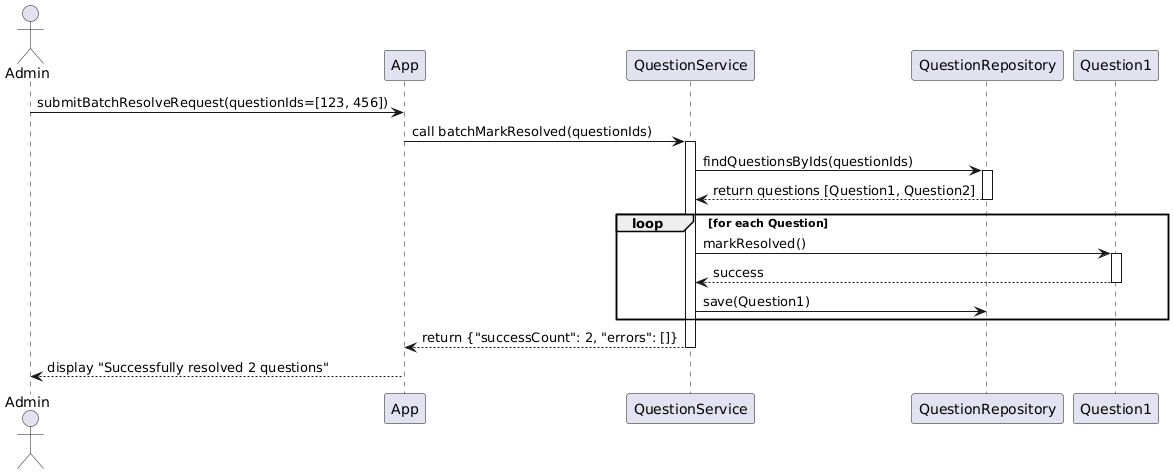 Admin
App
QuestionService
QuestionRepository
Question1
submitBatchResolveRequest(questionIds=[123, 456])
call batchMarkResolved(questionIds)
findQuestionsByIds(questionIds)
return questions [Question1, Question2]
loop
[for each Question]
markResolved()
success
save(Question1)
return {"successCount": 2, "errors": []}
display "Successfully resolved 2 questions"
Admin
App
QuestionService
QuestionRepository
Question1